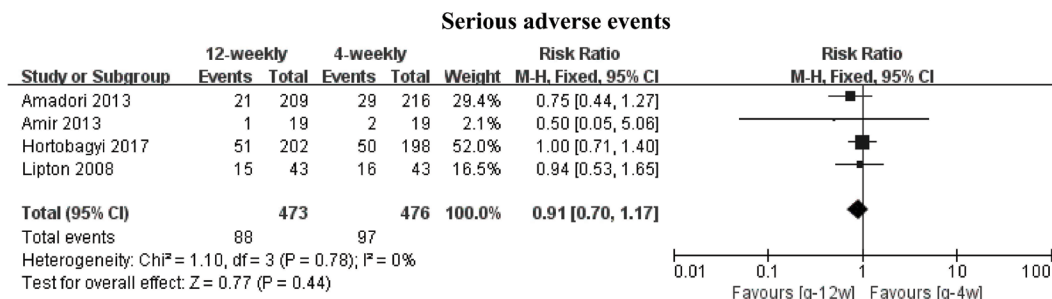 Serious adverse events
12-weekly 4-weekly Risk Ratio Risk Ratio
Study or Subgroup Events Total Events Total Weight M-H, Fixed, 95% CI M-H, Fixed, 95% CI
Amadori 2013 21 209 29 216 29.4% 0.75 [0.44, 1.27]
Amir 2013 1 19 2 19 2.1% 0.50 [0.05, 5.06]
Hortobagyi 2017 51 202 50 198 52.0% 1.00 [0.71, 1.40]
Lipton 2008 15 43 16 43 16.5% 0.94 [0.53, 1.65]
Total (95% CI) 473 476 100.0% 0.91 [0.70, 1.17]
Total events 88 97
Heterogeneity: Chi² = 1.10, df = 3 (P = 0.78); I² = 0%
Test for overall effect: Z = 0.77 (P = 0.44)
0.01 0.1 1 10 100
Favours [q-12w] Favours [q-4w]